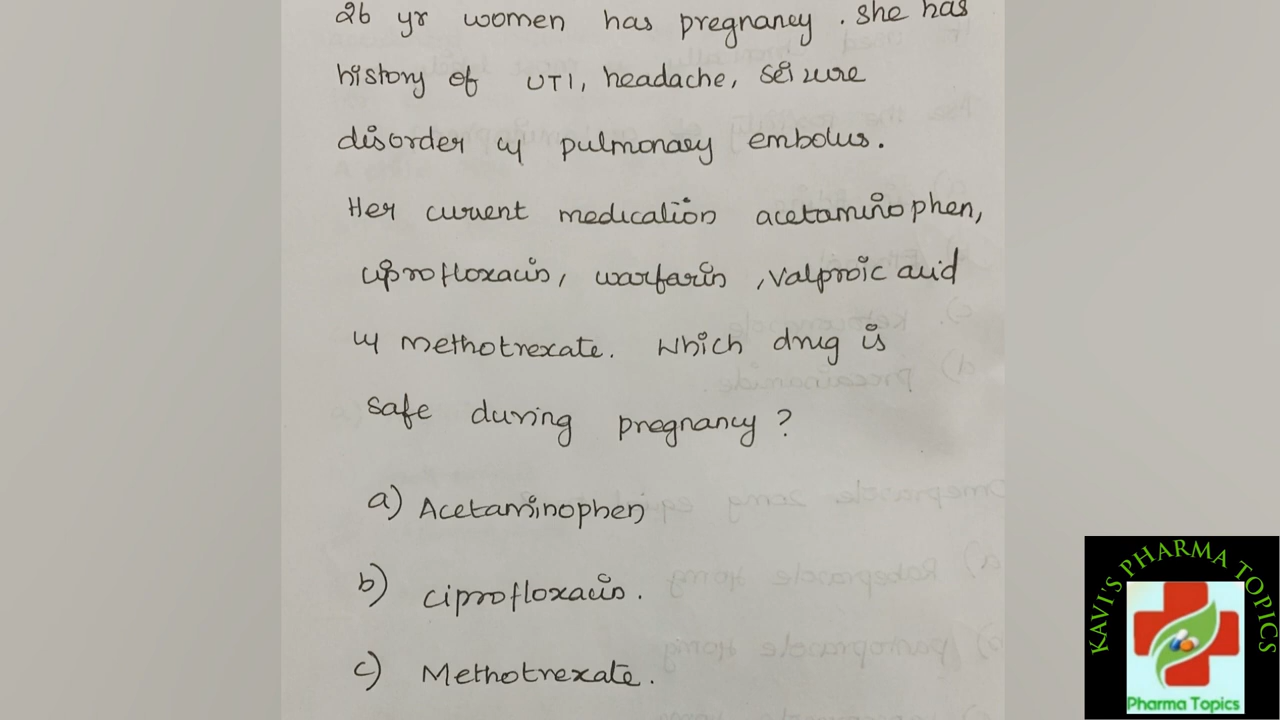 26 yr women has pregnancy. she has
history of UTI, headache, seizure
disorder & pulmonary embolus.
Her current medication acetaminophen,
ciprofloxacin, warfarin, valproic acid
& methotrexate. Which drug is
safe during pregnancy?
a) Acetaminophen
b) ciprofloxacin.
c) Methotrexate.
KAVI'S PHARMA TOPICS
Pharma Topics